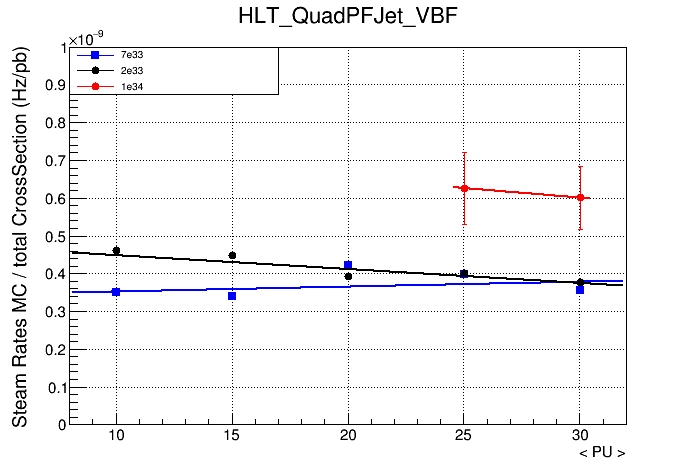 HLT_QuadPFJet_VBF
×10⁻⁹
Steam Rates MC / total CrossSection (Hz/pb)
7e33
2e33
1e34
1
0.9
0.8
0.7
0.6
0.5
0.4
0.3
0.2
0.1
0
10 15 20 25 30
< PU >